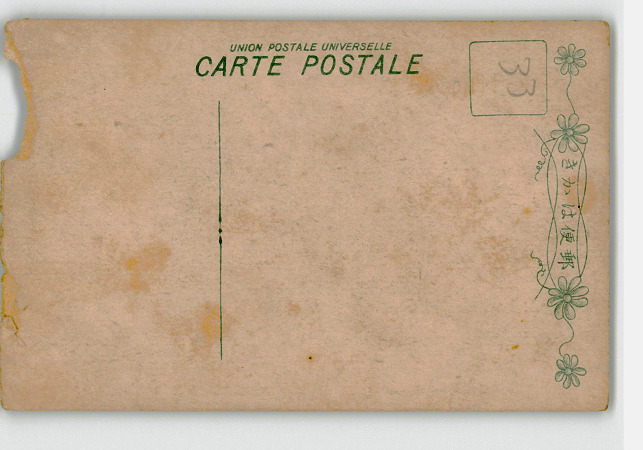 UNION POSTALE UNIVERSELLE
CARTE POSTALE
33
きかは便郵